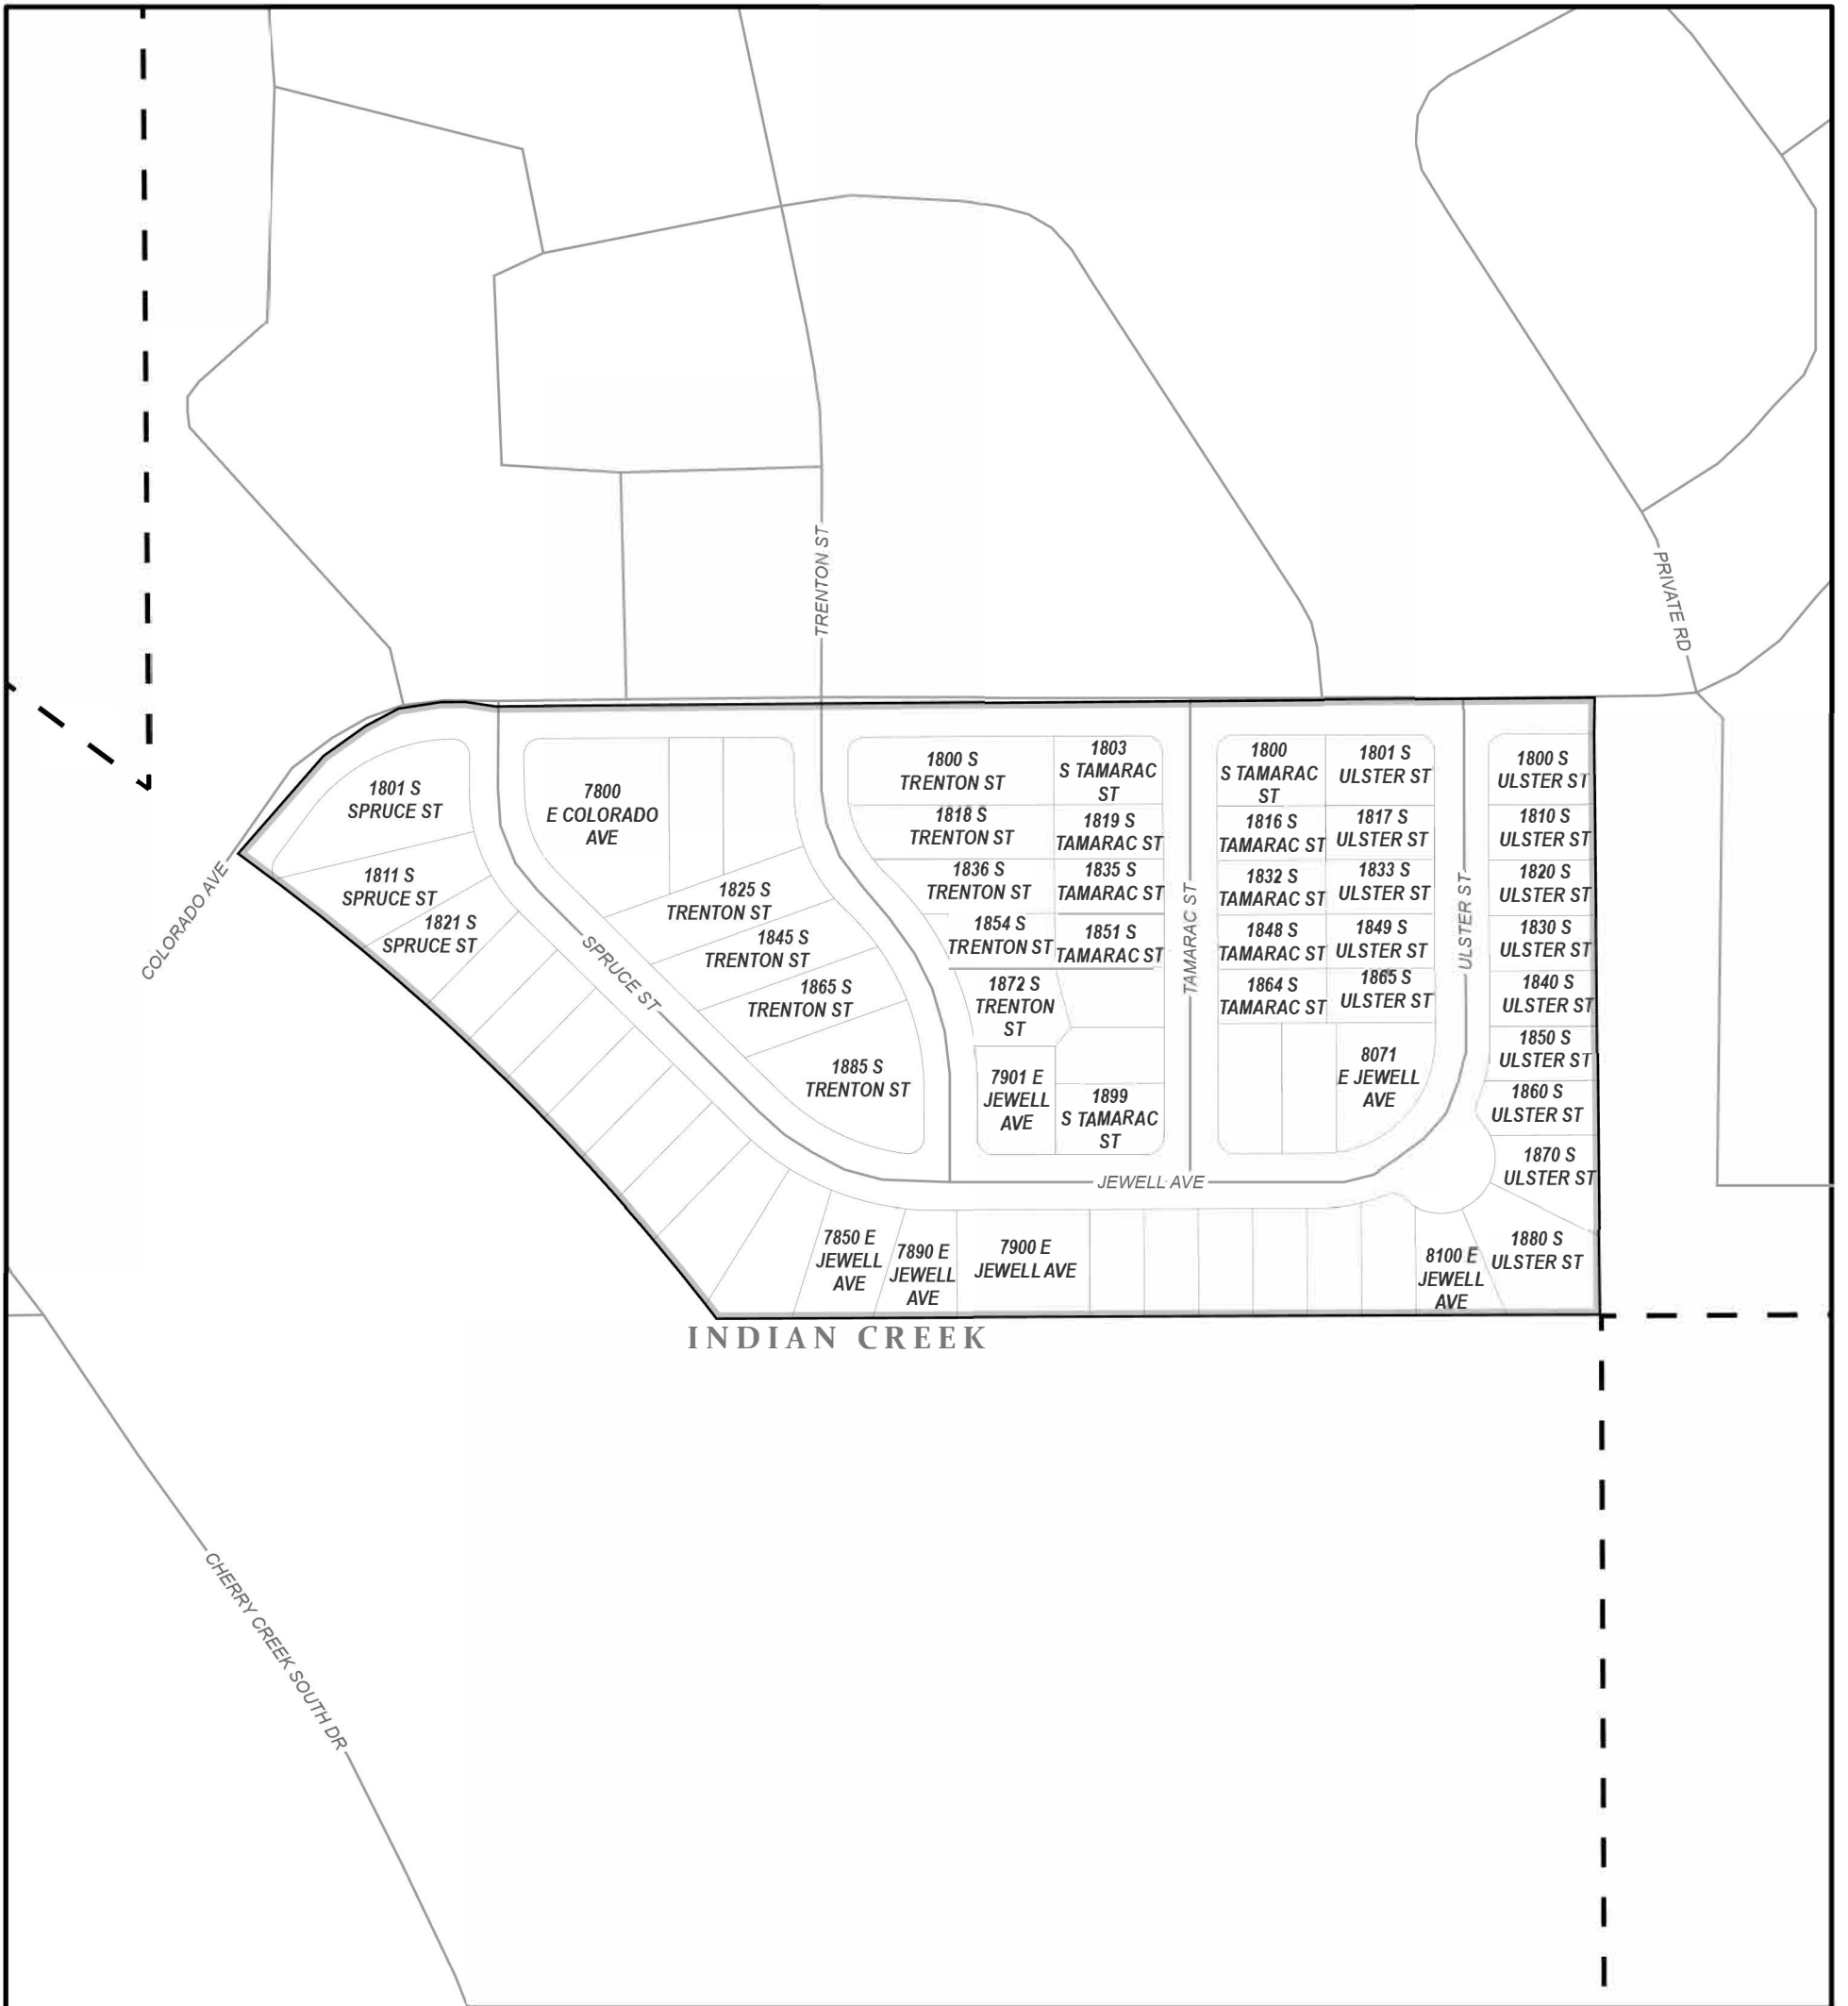 TRENTON ST
PRIVATE RD
COLORADO AVE
1801 S
SPRUCE ST
1811 S
SPRUCE ST
1821 S
SPRUCE ST
SPRUCE ST
7800
E COLORADO
AVE
1825 S
TRENTON ST
1845 S
TRENTON ST
1865 S
TRENTON ST
1885 S
TRENTON ST
1800 S
TRENTON ST
1818 S
TRENTON ST
1836 S
TRENTON ST
1854 S
TRENTON ST
1872 S
TRENTON
ST
7901 E
JEWELL
AVE
1803
S TAMARAC
ST
1819 S
TAMARAC ST
1835 S
TAMARAC ST
1851 S
TAMARAC ST
1899
S TAMARAC
ST
TAMARAC ST
1800
S TAMARAC
ST
1816 S
TAMARAC ST
1832 S
TAMARAC ST
1848 S
TAMARAC ST
1864 S
TAMARAC ST
1801 S
ULSTER ST
1817 S
ULSTER ST
1833 S
ULSTER ST
1849 S
ULSTER ST
1865 S
ULSTER ST
8071
E JEWELL
AVE
ULSTER ST
1800 S
ULSTER ST
1810 S
ULSTER ST
1820 S
ULSTER ST
1830 S
ULSTER ST
1840 S
ULSTER ST
1850 S
ULSTER ST
1860 S
ULSTER ST
1870 S
ULSTER ST
1880 S
ULSTER ST
JEWELL AVE
7850 E
JEWELL
AVE
7890 E
JEWELL
AVE
7900 E
JEWELL AVE
8100 E
JEWELL
AVE
INDIAN CREEK
CHERRY CREEK SOUTH DR